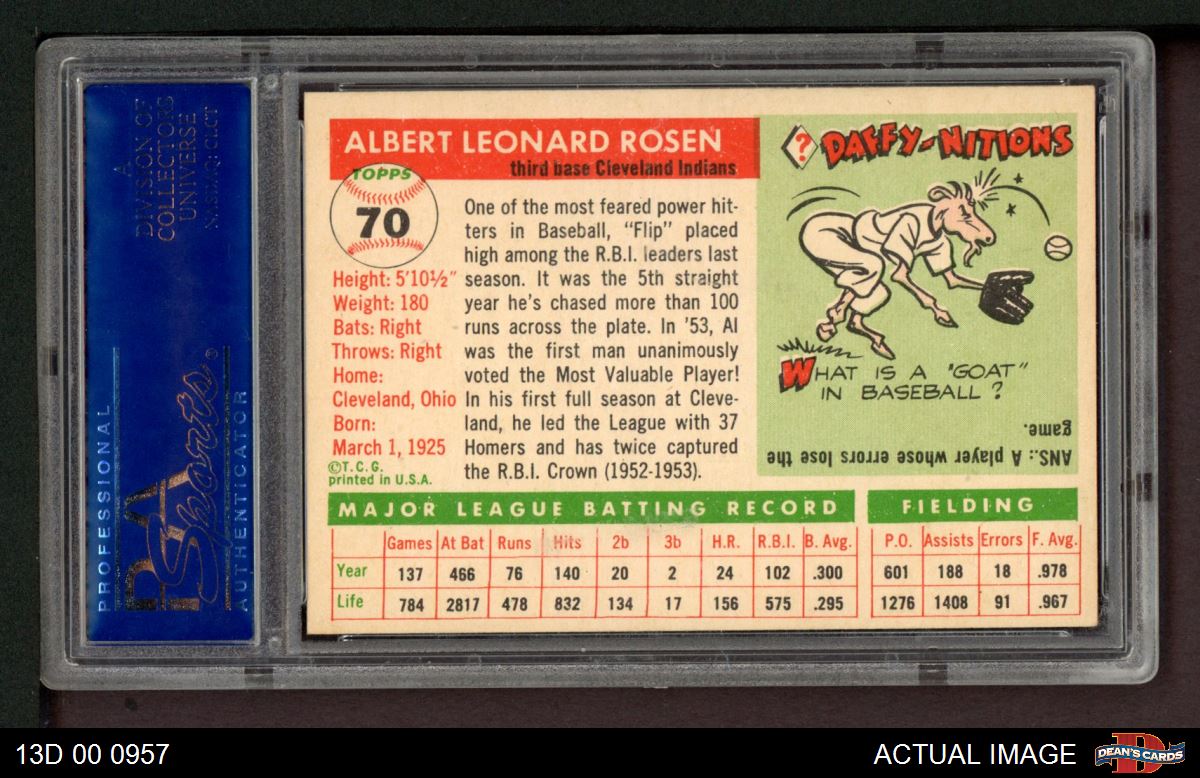 A
DIVISION OF
COLLECTORS
UNIVERSE
NASDAQ: CLCT
PROFESSIONAL
PSA
Sports®
AUTHENTICATOR
ALBERT LEONARD ROSEN
third base Cleveland Indians
TOPPS
70
Height: 5'10½"
Weight: 180
Bats: Right
Throws: Right
Home:
Cleveland, Ohio
Born:
March 1, 1925
©T.C.G.
printed in U.S.A.
One of the most feared power hit-
ters in Baseball, "Flip" placed
high among the R.B.I. leaders last
season. It was the 5th straight
year he's chased more than 100
runs across the plate. In '53, Al
was the first man unanimously
voted the Most Valuable Player!
In his first full season at Cleve-
land, he led the League with 37
Homers and has twice captured
the R.B.I. Crown (1952-1953).
? DAFFY-NITIONS
WHAT IS A "GOAT"
IN BASEBALL?
ANS.: A player whose errors lose the
game.
MAJOR LEAGUE BATTING RECORD
Games At Bat Runs Hits 2b 3b H.R. R.B.I. B. Avg.
Year 137 466 76 140 20 2 24 102 .300
Life 784 2817 478 832 134 17 156 575 .295
FIELDING
P.O. Assists Errors F. Avg.
601 188 18 .978
1276 1408 91 .967
13D 00 0957
ACTUAL IMAGE
D
DEAN'S CARDS